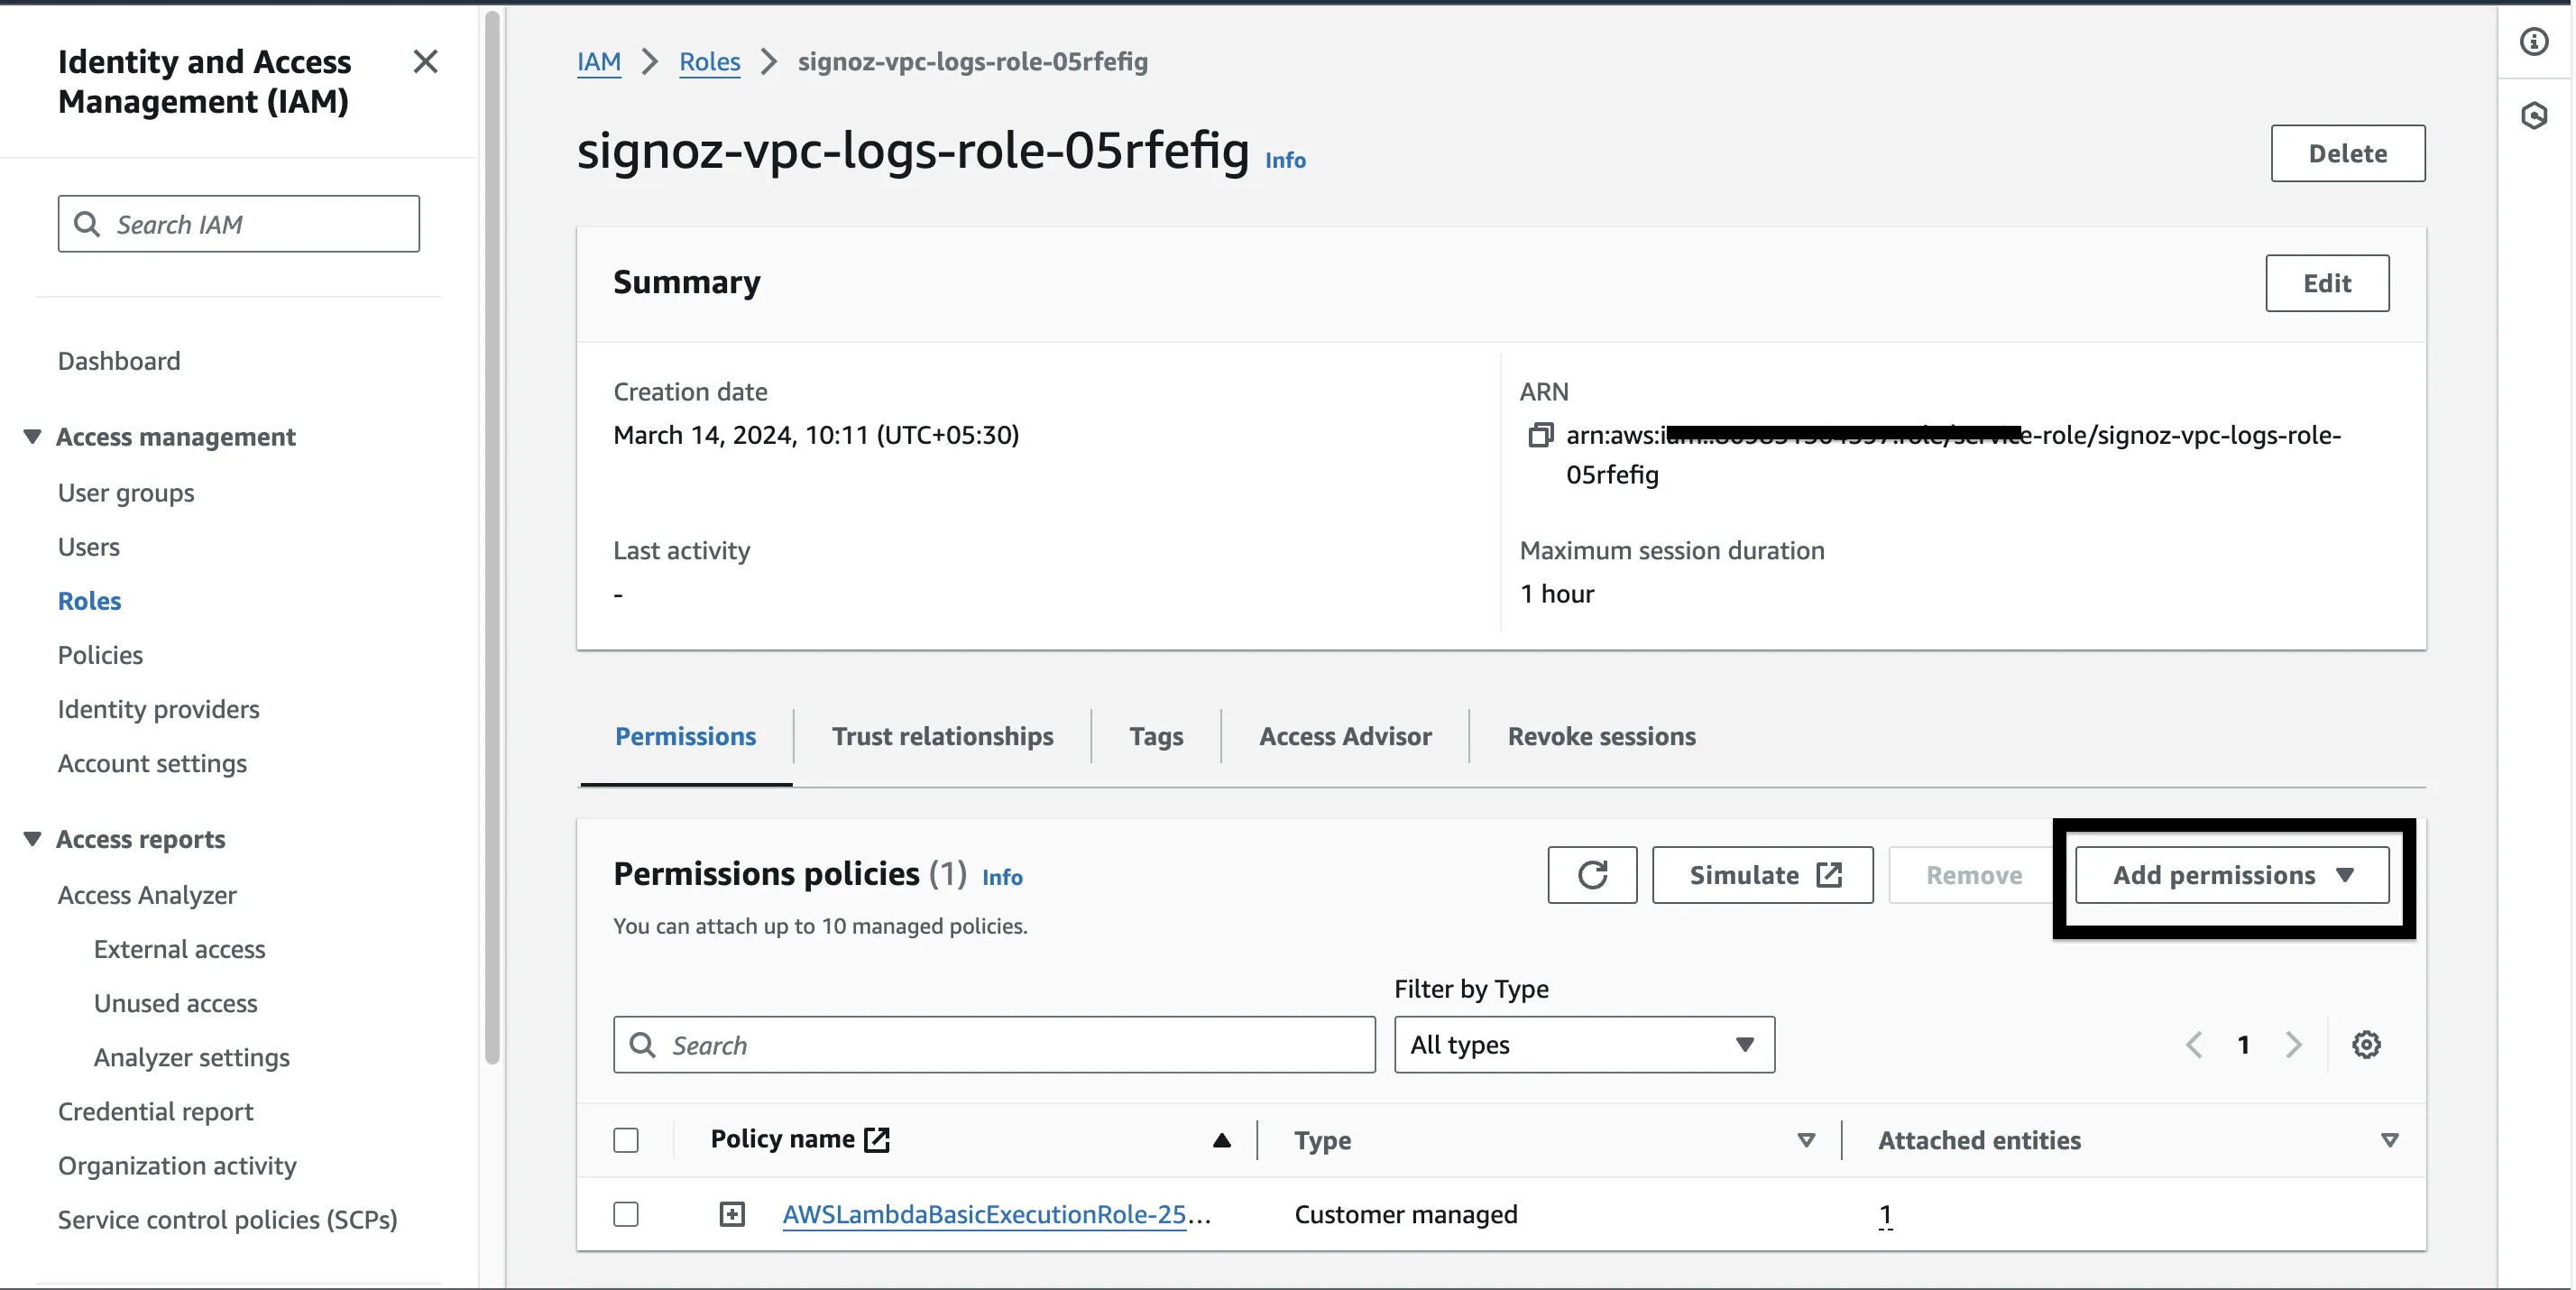 Identity and Access
Management (IAM)
Search IAM
Dashboard
Access management
User groups
Users
Roles
Policies
Identity providers
Account settings
Access reports
Access Analyzer
External access
Unused access
Analyzer settings
Credential report
Organization activity
Service control policies (SCPs)
IAM > Roles > signoz-vpc-logs-role-05rfefig
signoz-vpc-logs-role-05rfefig Info
Delete
Summary
Edit
Creation date
March 14, 2024, 10:11 (UTC+05:30)
ARN
arn:aws: e-role/signoz-vpc-logs-role-
05rfefig
Last activity
-
Maximum session duration
1 hour
Permissions
Trust relationships
Tags
Access Advisor
Revoke sessions
Permissions policies (1) Info
You can attach up to 10 managed policies.
Simulate
Remove
Add permissions
Filter by Type
Search
All types
1
Policy name
Type
Attached entities
AWSLambdaBasicExecutionRole-25...
Customer managed
1